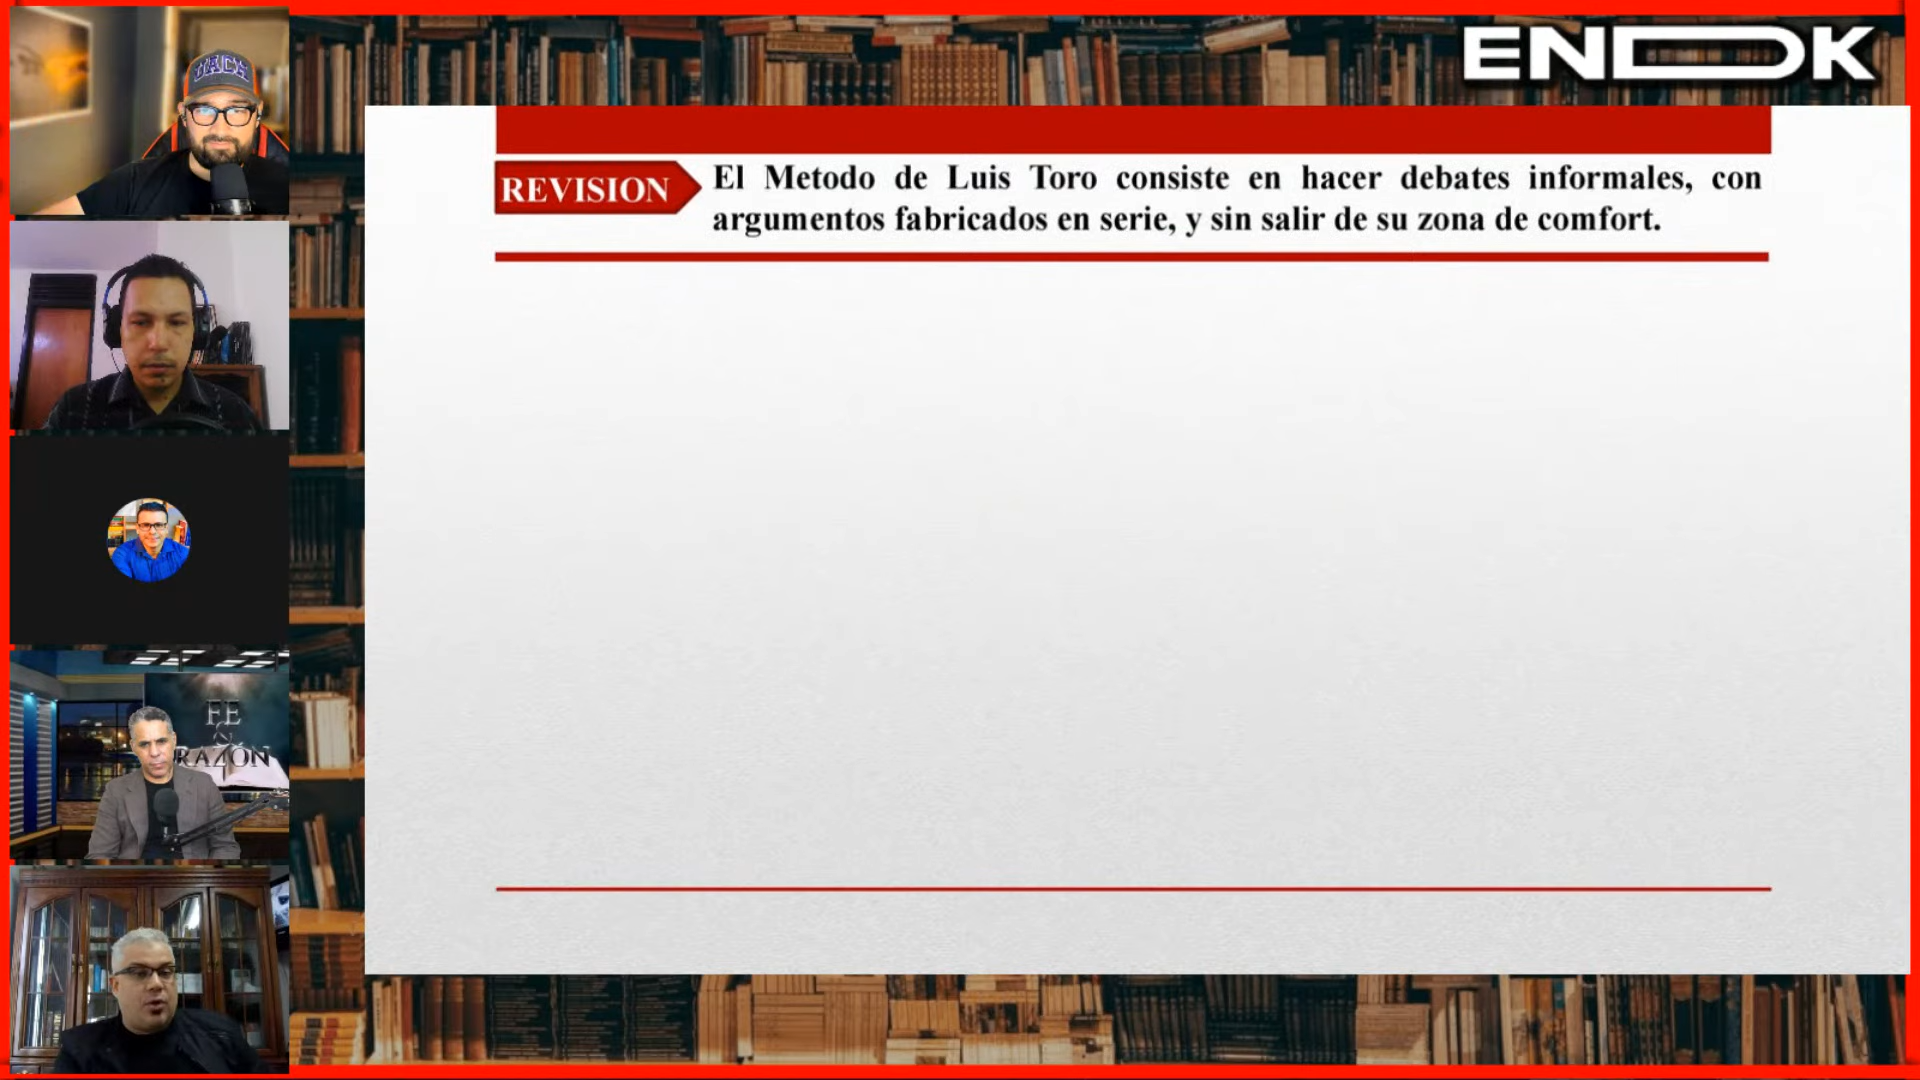 ENDK
UACH
REVISION
El Metodo de Luis Toro consiste en hacer debates informales, con
argumentos fabricados en serie, y sin salir de su zona de comfort.
FE
&
RAZÓN